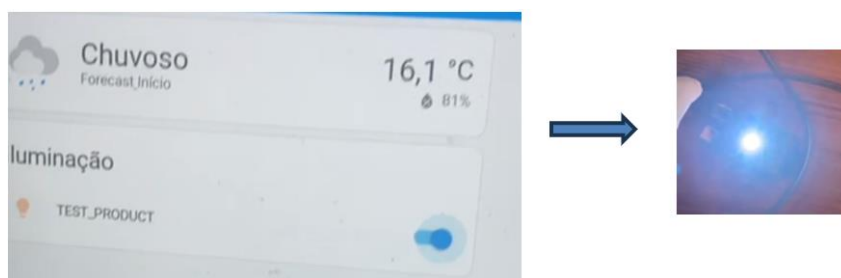 Chuvoso
Forecast_Início
16,1 °C
81%
luminação
TEST_PRODUCT